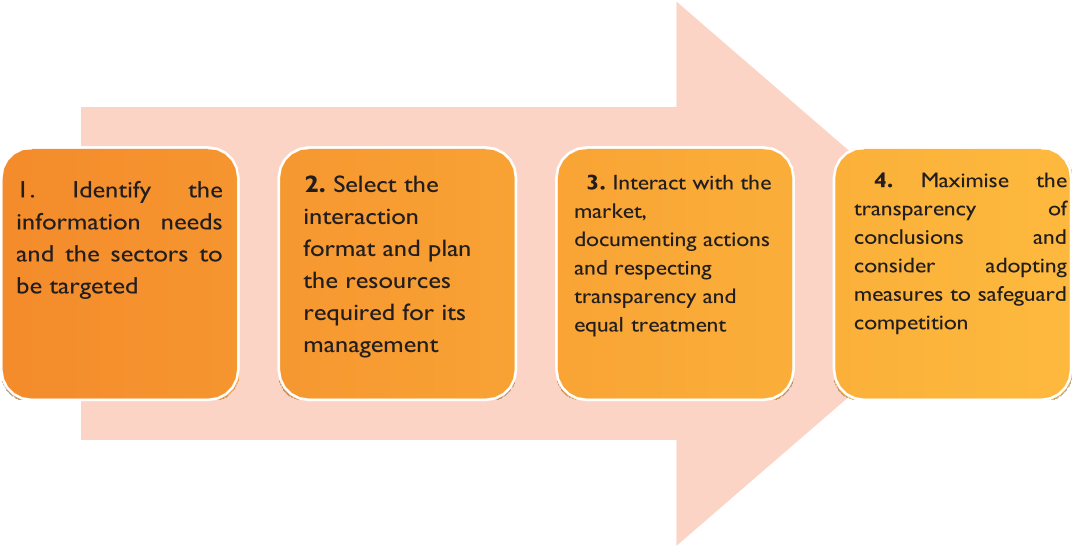 1. Identify the
information needs
and the sectors to
be targeted
2. Select the
interaction
format and plan
the resources
required for its
management
3. Interact with the
market,
documenting actions
and respecting
transparency and
equal treatment
4. Maximise the
transparency of
conclusions and
consider adopting
measures to safeguard
competition